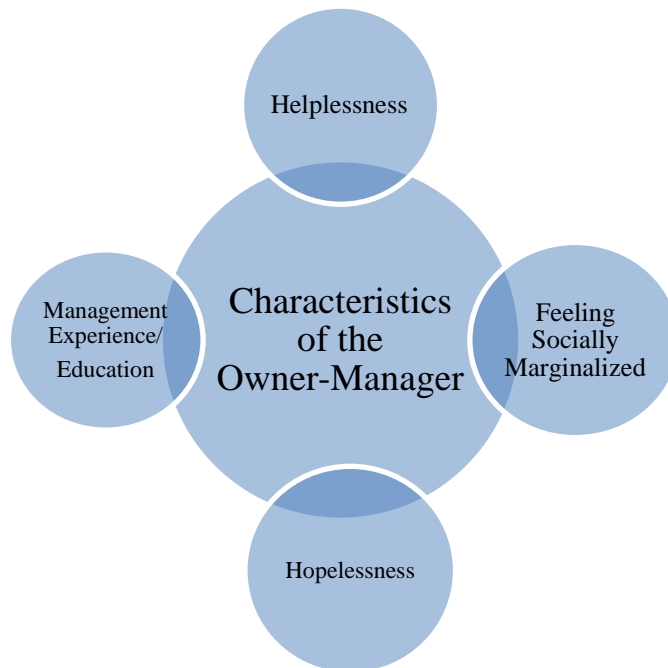 Helplessness
Management
Experience/
Education
Characteristics
of the
Owner-Manager
Feeling
Socially
Marginalized
Hopelessness